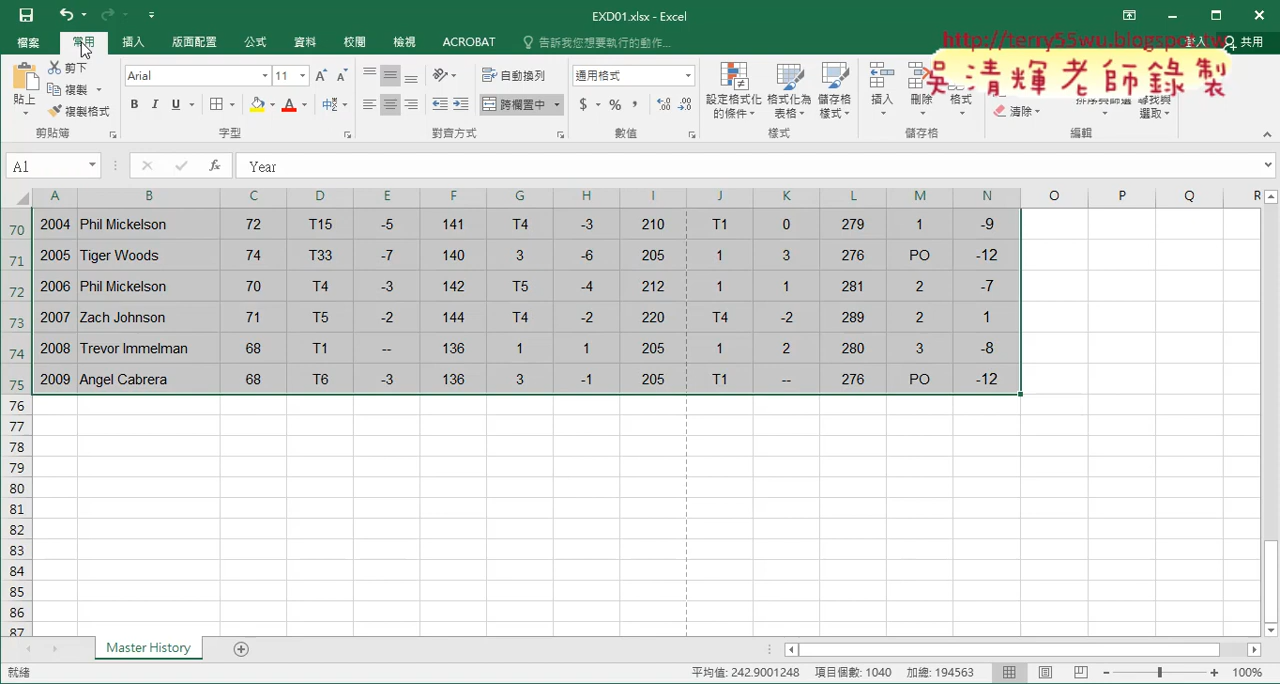 EXD01.xlsx - Excel
檔案 常用 插入 版面配置 公式 資料 校閱 檢視 ACROBAT 告訴我您想要執行的動作... 登入 共用
http://terry55wu.blogspot.tw
吳清輝老師錄製
貼上 剪下 複製 複製格式 剪貼簿
Arial 11 B I U 字型
自動換列 跨欄置中 對齊方式
通用格式 $ % , 數值
設定格式化的條件 格式化為表格 儲存格樣式 樣式
插入 刪除 格式 儲存格
清除 尋找與選取 編輯
A1 fx Year
A B C D E F G H I J K L M N O P Q R
70 2004 Phil Mickelson 72 T15 -5 141 T4 -3 210 T1 0 279 1 -9
71 2005 Tiger Woods 74 T33 -7 140 3 -6 205 1 3 276 PO -12
72 2006 Phil Mickelson 70 T4 -3 142 T5 -4 212 1 1 281 2 -7
73 2007 Zach Johnson 71 T5 -2 144 T4 -2 220 T4 -2 289 2 1
74 2008 Trevor Immelman 68 T1 -- 136 1 1 205 1 2 280 3 -8
75 2009 Angel Cabrera 68 T6 -3 136 3 -1 205 T1 -- 276 PO -12
76
77
78
79
80
81
82
83
84
85
86
87
Master History
就緒 平均值: 242.9001248 項目個數: 1040 加總: 194563 100%